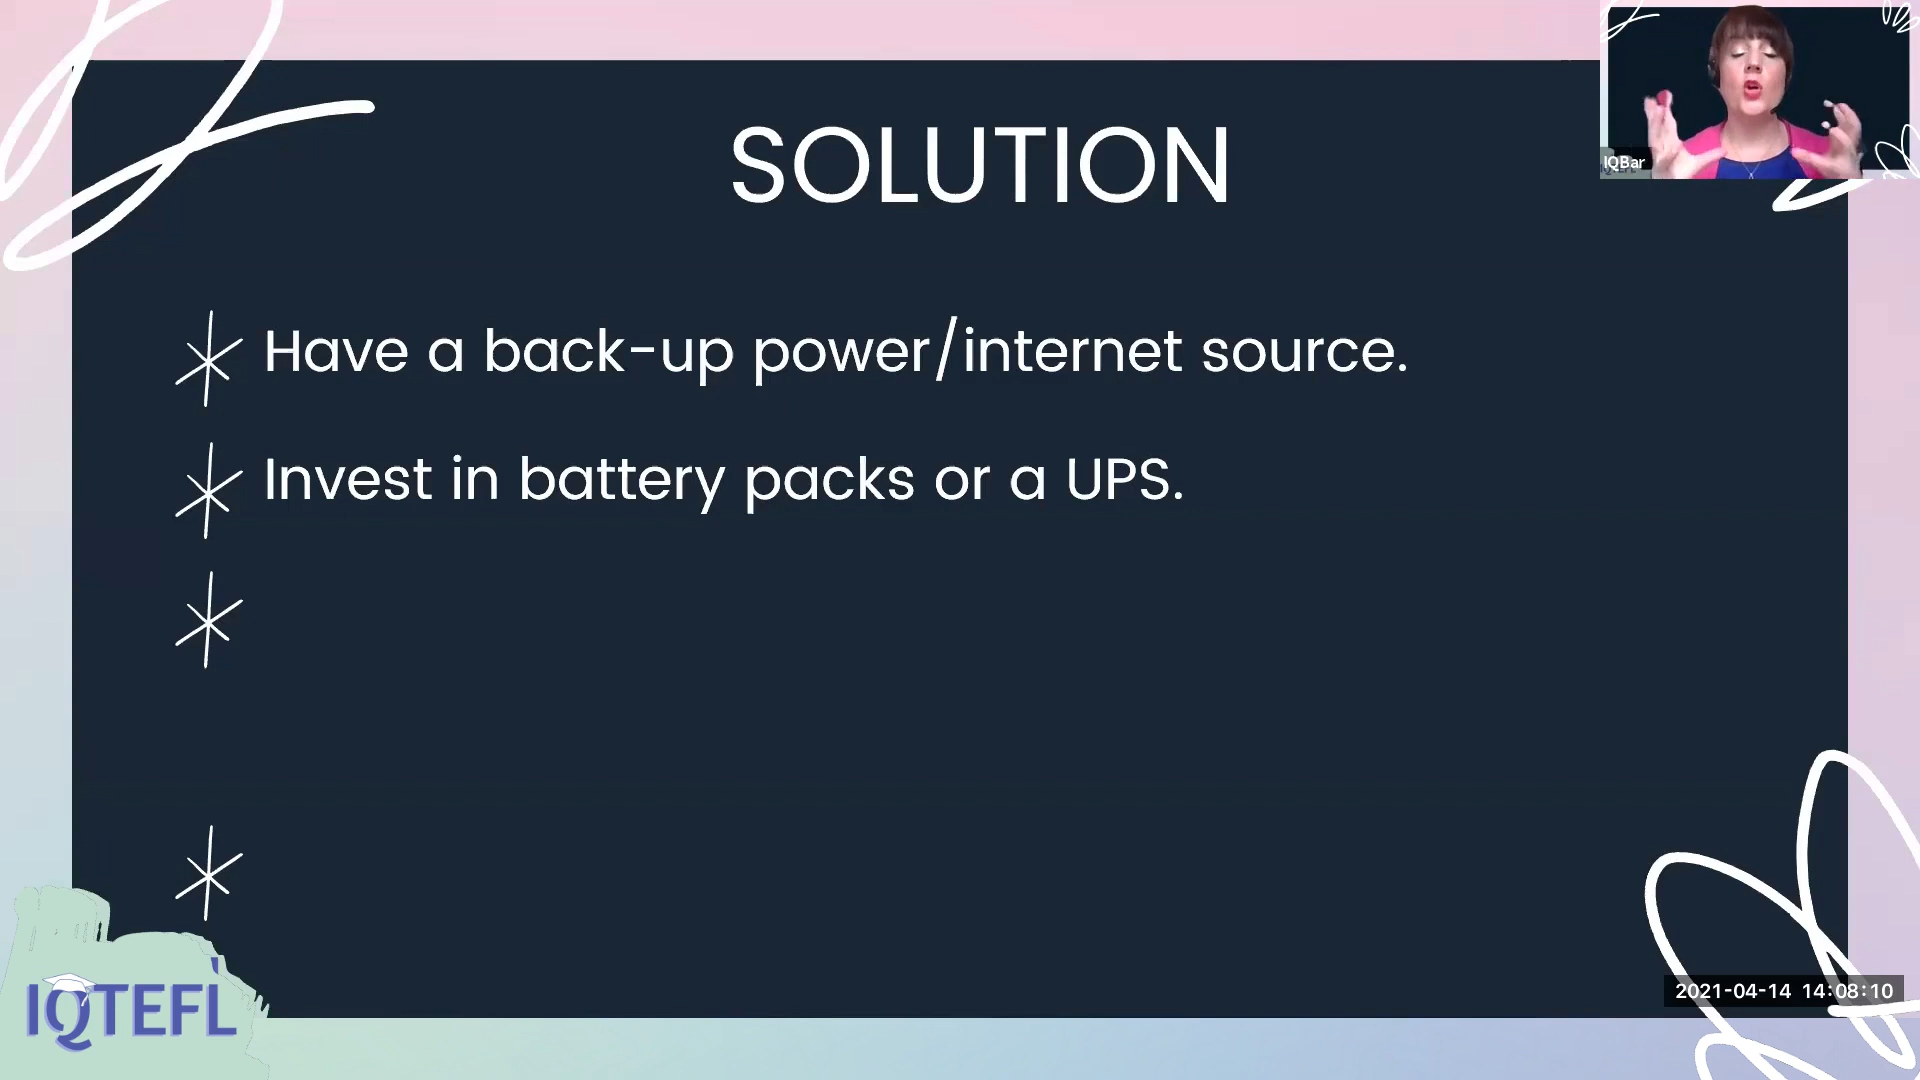 SOLUTION
IQBar
Have a back-up power/internet source.
Invest in battery packs or a UPS.
IQTEFL
2021-04-14 14:08:10